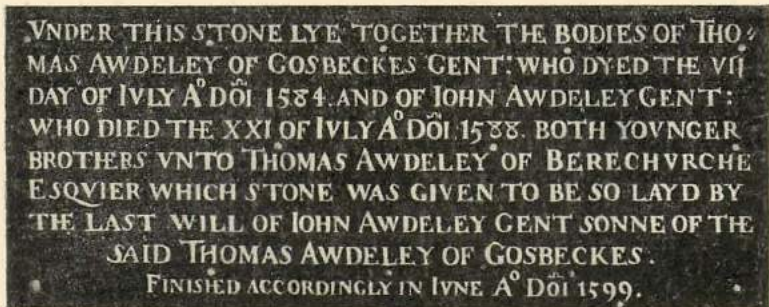 VNDER THIS STONE LYE TOGETHER THE BODIES OF THO⸗
MAS AWDELEY OF GOSBECKES GENT: WHO DYED THE VII
DAY OF IVLY A° DÕI 1584. AND OF IOHN AWDELEY GENT:
WHO DIED THE XXI OF IVLY A° DÕI 1588. BOTH YOVNGER
BROTHERS VNTO THOMAS AWDELEY OF BERECHVRCHE
ESQVIER WHICH STONE WAS GIVEN TO BE SO LAYD BY
THE LAST WILL OF IOHN AWDELEY GENT SONNE OF THE
SAID THOMAS AWDELEY OF GOSBECKES.
FINISHED ACCORDINGLY IN IVNE A° DÕI 1599.